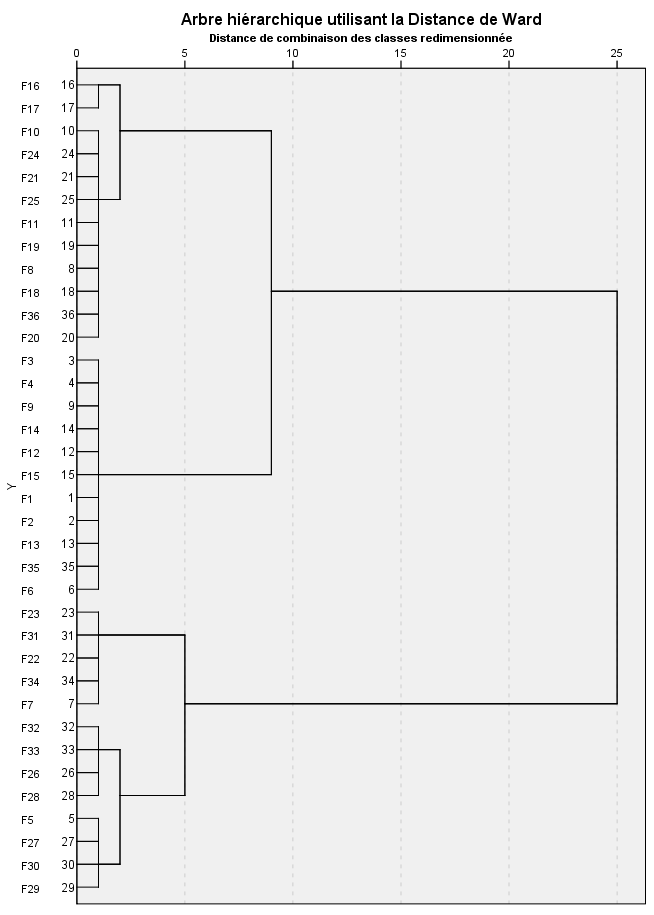 Arbre hiérarchique utilisant la Distance de Ward
Distance de combinaison des classes redimensionnée
0 5 10 15 20 25
F16 16
F17 17
F10 10
F24 24
F21 21
F25 25
F11 11
F19 19
F8 8
F18 18
F36 36
F20 20
F3 3
F4 4
F9 9
F14 14
F12 12
F15 15
Y
F1 1
F2 2
F13 13
F35 35
F6 6
F23 23
F31 31
F22 22
F34 34
F7 7
F32 32
F33 33
F26 26
F28 28
F5 5
F27 27
F30 30
F29 29